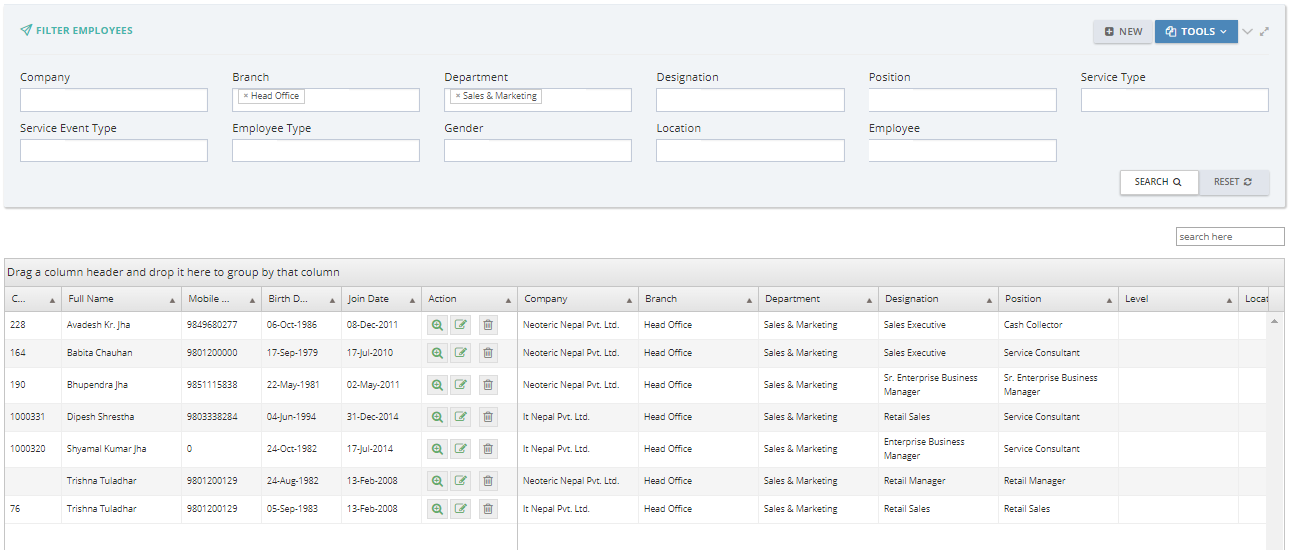 FILTER EMPLOYEES
NEW TOOLS
Company Branch Department Designation Position Service Type
× Head Office × Sales & Marketing
Service Event Type Employee Type Gender Location Employee
SEARCH RESET
search here
Drag a column header and drop it here to group by that column
C... Full Name Mobile ... Birth D... Join Date Action Company Branch Department Designation Position Level Locat
228 Avadesh Kr. Jha 9849680277 06-Oct-1986 08-Dec-2011 Neoteric Nepal Pvt. Ltd. Head Office Sales & Marketing Sales Executive Cash Collector
164 Babita Chauhan 9801200000 17-Sep-1979 17-Jul-2010 Neoteric Nepal Pvt. Ltd. Head Office Sales & Marketing Sales Executive Service Consultant
190 Bhupendra Jha 9851115838 22-May-1981 02-May-2011 Neoteric Nepal Pvt. Ltd. Head Office Sales & Marketing Sr. Enterprise Business Manager Sr. Enterprise Business Manager
1000331 Dipesh Shrestha 9803338284 04-Jun-1994 31-Dec-2014 It Nepal Pvt. Ltd. Head Office Sales & Marketing Retail Sales Service Consultant
1000320 Shyamal Kumar Jha 0 24-Oct-1982 17-Jul-2014 It Nepal Pvt. Ltd. Head Office Sales & Marketing Enterprise Business Manager Service Consultant
Trishna Tuladhar 9801200129 24-Aug-1982 13-Feb-2008 Neoteric Nepal Pvt. Ltd. Head Office Sales & Marketing Retail Manager Retail Manager
76 Trishna Tuladhar 9801200129 05-Sep-1983 13-Feb-2008 It Nepal Pvt. Ltd. Head Office Sales & Marketing Retail Sales Retail Sales